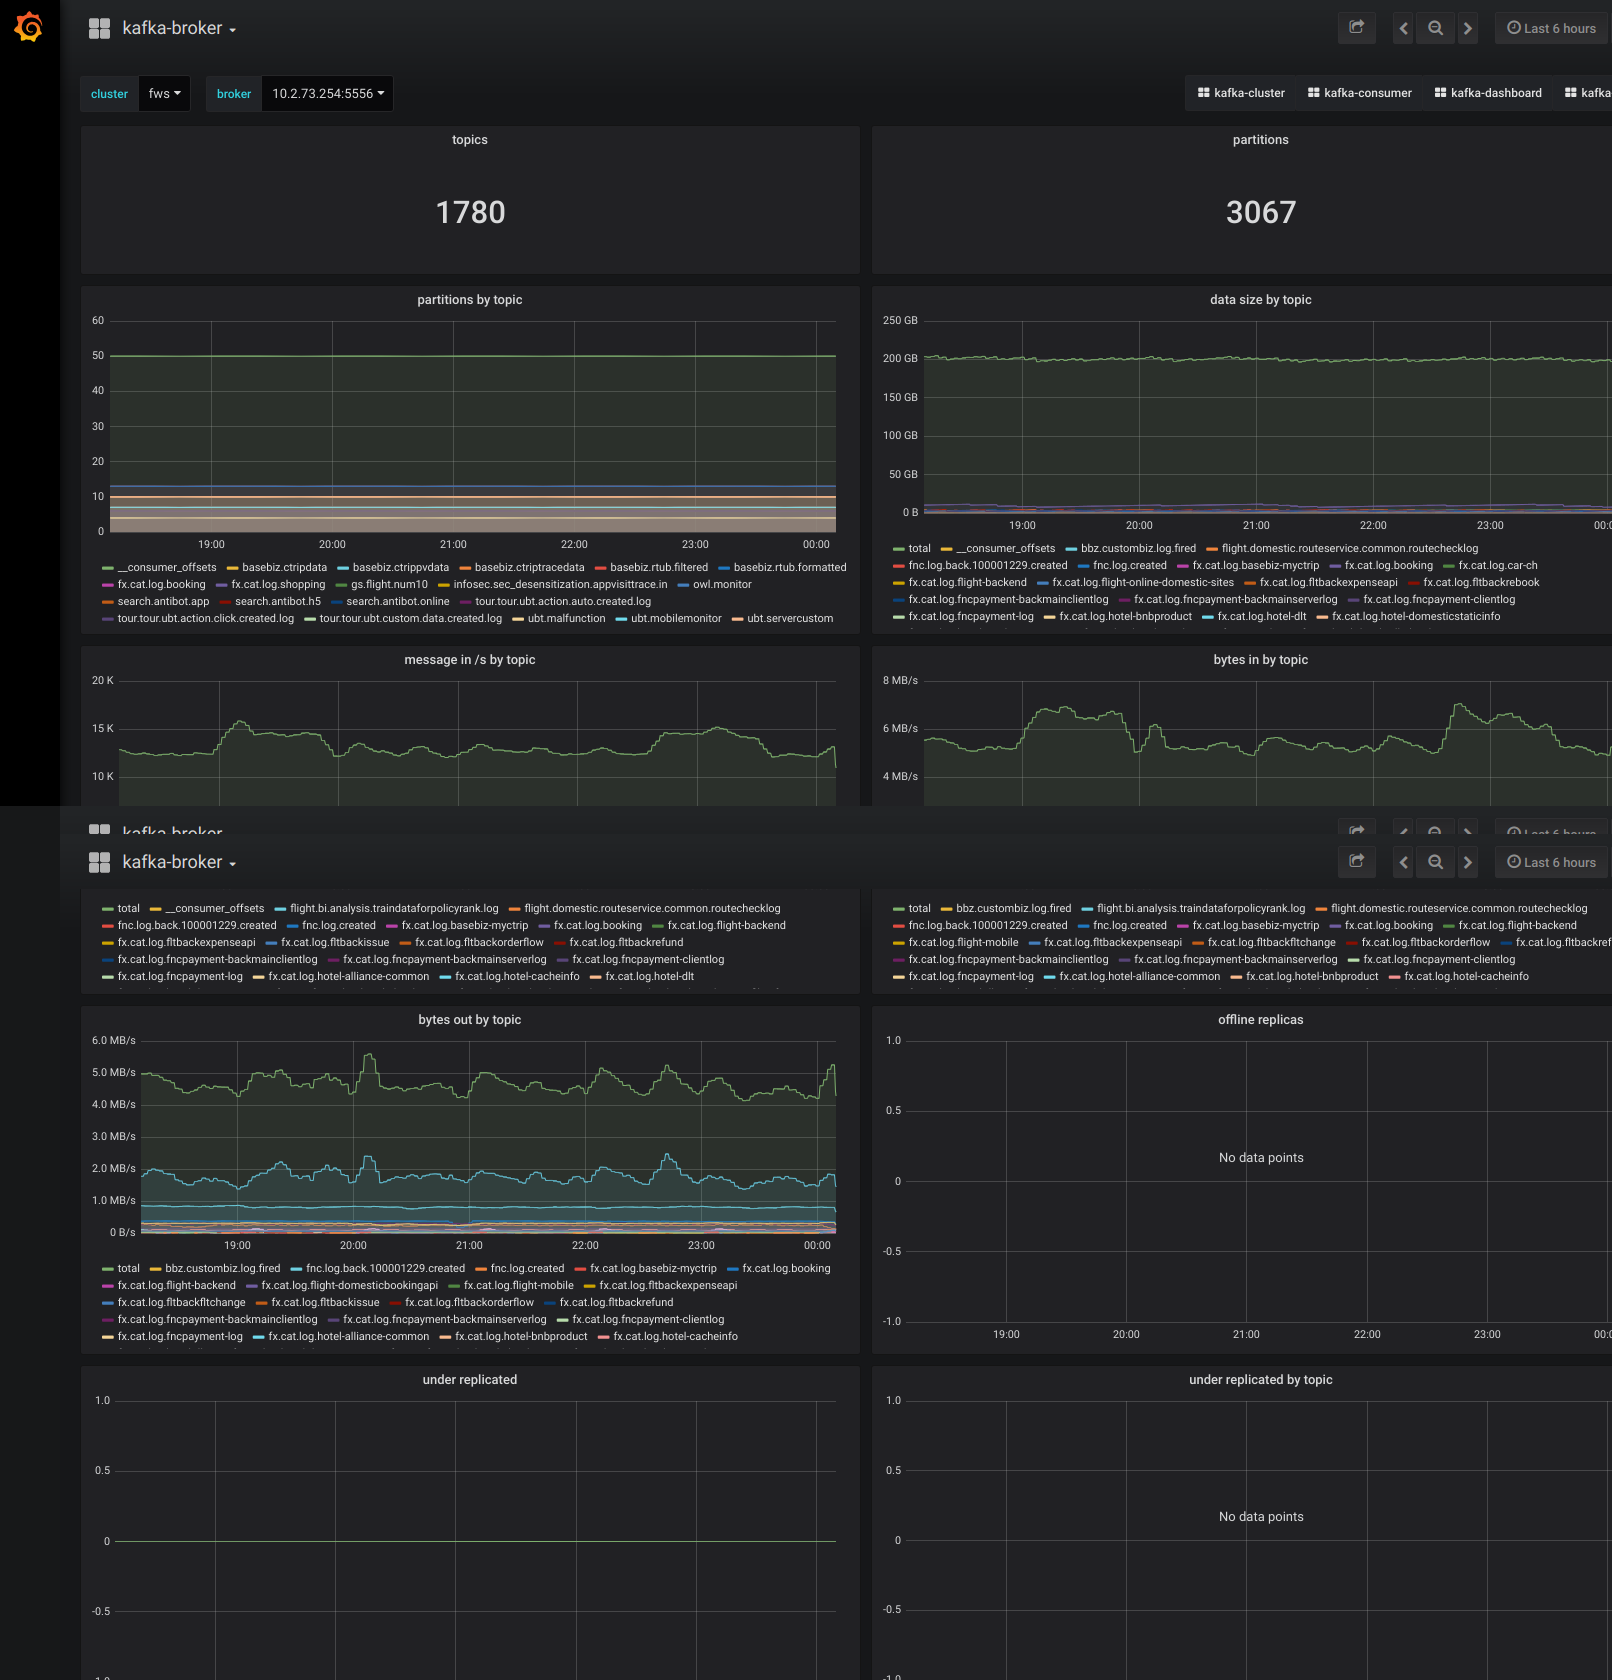 kafka-broker
Last 6 hours
cluster fws broker 10.2.73.254:5556 kafka-cluster kafka-consumer kafka-dashboard kafka-
topics
1780
partitions
3067
partitions by topic
60
50
40
30
20
10
0
19:00 20:00 21:00 22:00 23:00 00:00
__consumer_offsets basebiz.ctripdata basebiz.ctrippvdata basebiz.ctriptracedata basebiz.rtub.filtered basebiz.rtub.formatted
fx.cat.log.booking fx.cat.log.shopping gs.flight.num10 infosec.sec_desensitization.appvisittrace.in owl.monitor
search.antibot.app search.antibot.h5 search.antibot.online tour.tour.ubt.action.auto.created.log
tour.tour.ubt.action.click.created.log tour.tour.ubt.custom.data.created.log ubt.malfunction ubt.mobilemonitor ubt.servercustom
data size by topic
250 GB
200 GB
150 GB
100 GB
50 GB
0 B
19:00 20:00 21:00 22:00 23:00 00:0
total __consumer_offsets bbz.custombiz.log.fired flight.domestic.routeservice.common.routechecklog
fnc.log.back.100001229.created fnc.log.created fx.cat.log.basebiz-myctrip fx.cat.log.booking fx.cat.log.car-ch
fx.cat.log.flight-backend fx.cat.log.flight-online-domestic-sites fx.cat.log.fltbackexpenseapi fx.cat.log.fltbackrebook
fx.cat.log.fncpayment-backmainclientlog fx.cat.log.fncpayment-backmainserverlog fx.cat.log.fncpayment-clientlog
fx.cat.log.fncpayment-log fx.cat.log.hotel-bnbproduct fx.cat.log.hotel-dlt fx.cat.log.hotel-domesticstaticinfo
message in /s by topic
20 K
15 K
10 K
bytes in by topic
8 MB/s
6 MB/s
4 MB/s
kafka-broker
Last 6 hours
kafka-broker
Last 6 hours
total __consumer_offsets flight.bi.analysis.traindataforpolicyrank.log flight.domestic.routeservice.common.routechecklog
fnc.log.back.100001229.created fnc.log.created fx.cat.log.basebiz-myctrip fx.cat.log.booking fx.cat.log.flight-backend
fx.cat.log.fltbackexpenseapi fx.cat.log.fltbackissue fx.cat.log.fltbackorderflow fx.cat.log.fltbackrefund
fx.cat.log.fncpayment-backmainclientlog fx.cat.log.fncpayment-backmainserverlog fx.cat.log.fncpayment-clientlog
fx.cat.log.fncpayment-log fx.cat.log.hotel-alliance-common fx.cat.log.hotel-cacheinfo fx.cat.log.hotel-dlt
total bbz.custombiz.log.fired flight.bi.analysis.traindataforpolicyrank.log flight.domestic.routeservice.common.routechecklog
fnc.log.back.100001229.created fnc.log.created fx.cat.log.basebiz-myctrip fx.cat.log.booking fx.cat.log.flight-backend
fx.cat.log.flight-mobile fx.cat.log.fltbackexpenseapi fx.cat.log.fltbackfltchange fx.cat.log.fltbackorderflow fx.cat.log.fltbackref
fx.cat.log.fncpayment-backmainclientlog fx.cat.log.fncpayment-backmainserverlog fx.cat.log.fncpayment-clientlog
fx.cat.log.fncpayment-log fx.cat.log.hotel-alliance-common fx.cat.log.hotel-bnbproduct fx.cat.log.hotel-cacheinfo
bytes out by topic
6.0 MB/s
5.0 MB/s
4.0 MB/s
3.0 MB/s
2.0 MB/s
1.0 MB/s
0 B/s
19:00 20:00 21:00 22:00 23:00 00:00
total bbz.custombiz.log.fired fnc.log.back.100001229.created fnc.log.created fx.cat.log.basebiz-myctrip fx.cat.log.booking
fx.cat.log.flight-backend fx.cat.log.flight-domesticbookingapi fx.cat.log.flight-mobile fx.cat.log.fltbackexpenseapi
fx.cat.log.fltbackfltchange fx.cat.log.fltbackissue fx.cat.log.fltbackorderflow fx.cat.log.fltbackrefund
fx.cat.log.fncpayment-backmainclientlog fx.cat.log.fncpayment-backmainserverlog fx.cat.log.fncpayment-clientlog
fx.cat.log.fncpayment-log fx.cat.log.hotel-alliance-common fx.cat.log.hotel-bnbproduct fx.cat.log.hotel-cacheinfo
offline replicas
1.0
0.5
No data points
0
-0.5
-1.0
19:00 20:00 21:00 22:00 23:00 00:0
under replicated
1.0
0.5
0
-0.5
-1.0
under replicated by topic
1.0
0.5
No data points
0
-0.5
-1.0